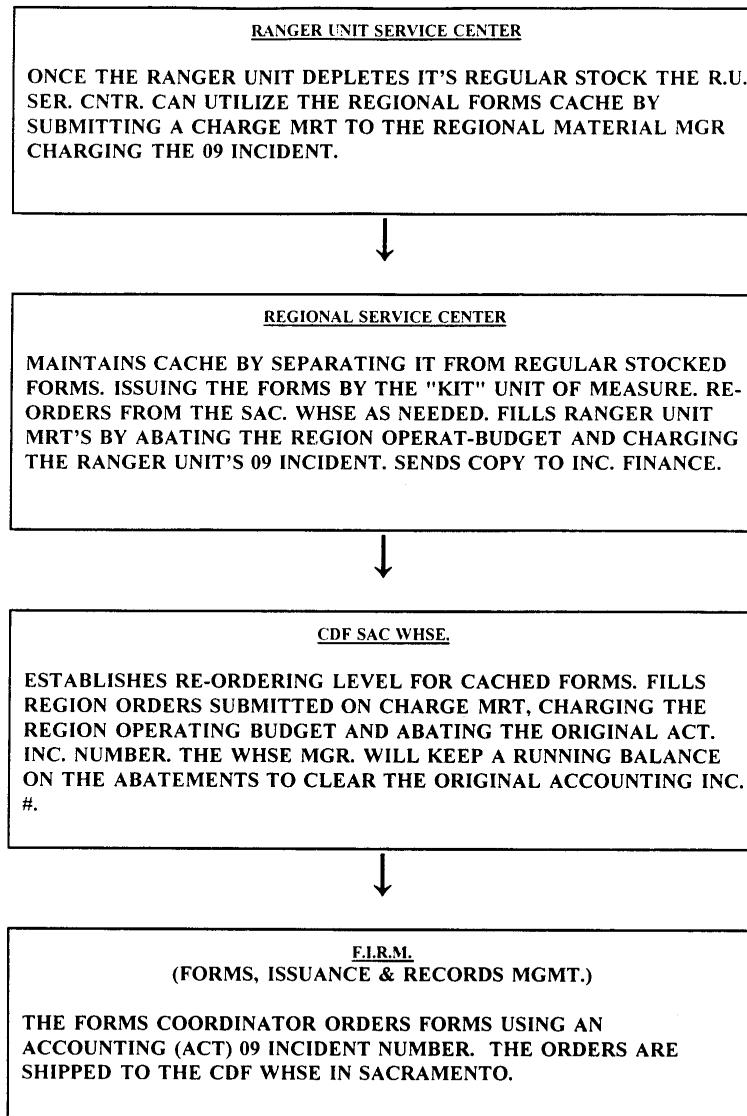 RANGER UNIT SERVICE CENTER
ONCE THE RANGER UNIT DEPLETES IT'S REGULAR STOCK THE R.U.
SER. CNTR. CAN UTILIZE THE REGIONAL FORMS CACHE BY
SUBMITTING A CHARGE MRT TO THE REGIONAL MATERIAL MGR
CHARGING THE 09 INCIDENT.
REGIONAL SERVICE CENTER
MAINTAINS CACHE BY SEPARATING IT FROM REGULAR STOCKED
FORMS. ISSUING THE FORMS BY THE "KIT" UNIT OF MEASURE. RE-
ORDERS FROM THE SAC. WHSE AS NEEDED. FILLS RANGER UNIT
MRT'S BY ABATING THE REGION OPERAT-BUDGET AND CHARGING
THE RANGER UNIT'S 09 INCIDENT. SENDS COPY TO INC. FINANCE.
CDF SAC WHSE.
ESTABLISHES RE-ORDERING LEVEL FOR CACHED FORMS. FILLS
REGION ORDERS SUBMITTED ON CHARGE MRT, CHARGING THE
REGION OPERATING BUDGET AND ABATING THE ORIGINAL ACT.
INC. NUMBER. THE WHSE MGR. WILL KEEP A RUNNING BALANCE
ON THE ABATEMENTS TO CLEAR THE ORIGINAL ACCOUNTING INC.
#.
F.I.R.M.
(FORMS, ISSUANCE & RECORDS MGMT.)
THE FORMS COORDINATOR ORDERS FORMS USING AN
ACCOUNTING (ACT) 09 INCIDENT NUMBER. THE ORDERS ARE
SHIPPED TO THE CDF WHSE IN SACRAMENTO.